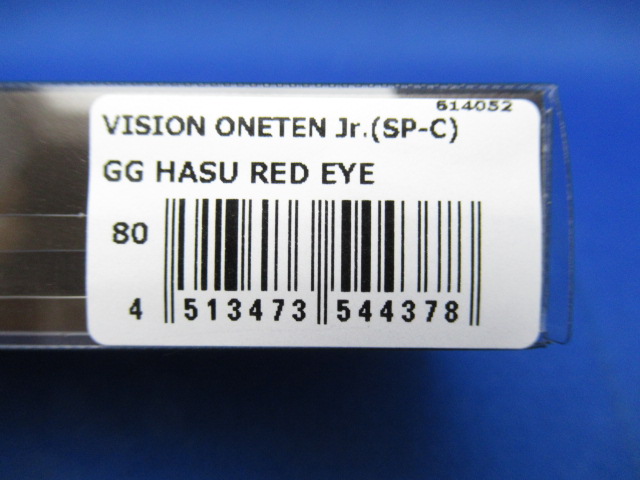 614052
VISION ONETEN Jr.(SP-C)
GG HASU RED EYE
80
4 513473 544378